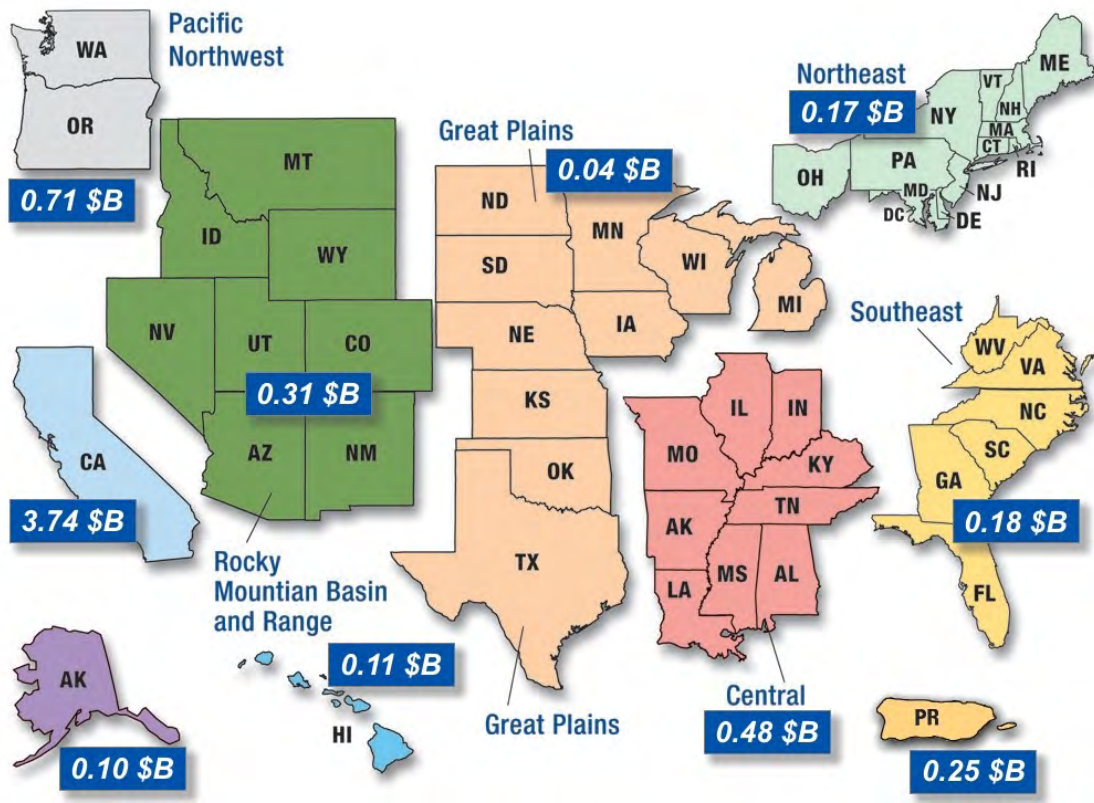 Pacific
Northwest
WA
OR
0.71 $B
MT
ID
WY
NV
UT
CO
0.31 $B
AZ
NM
Rocky
Mountian Basin
and Range
CA
3.74 $B
AK
0.10 $B
HI
0.11 $B
Great Plains
0.04 $B
ND
MN
SD
WI
MI
NE
IA
KS
OK
TX
Great Plains
IL
IN
MO
KY
TN
AK
MS
AL
LA
Central
0.48 $B
Northeast
0.17 $B
ME
VT
NH
NY
MA
CT
RI
PA
OH
NJ
MD
DC
DE
Southeast
WV
VA
NC
SC
GA
0.18 $B
FL
PR
0.25 $B